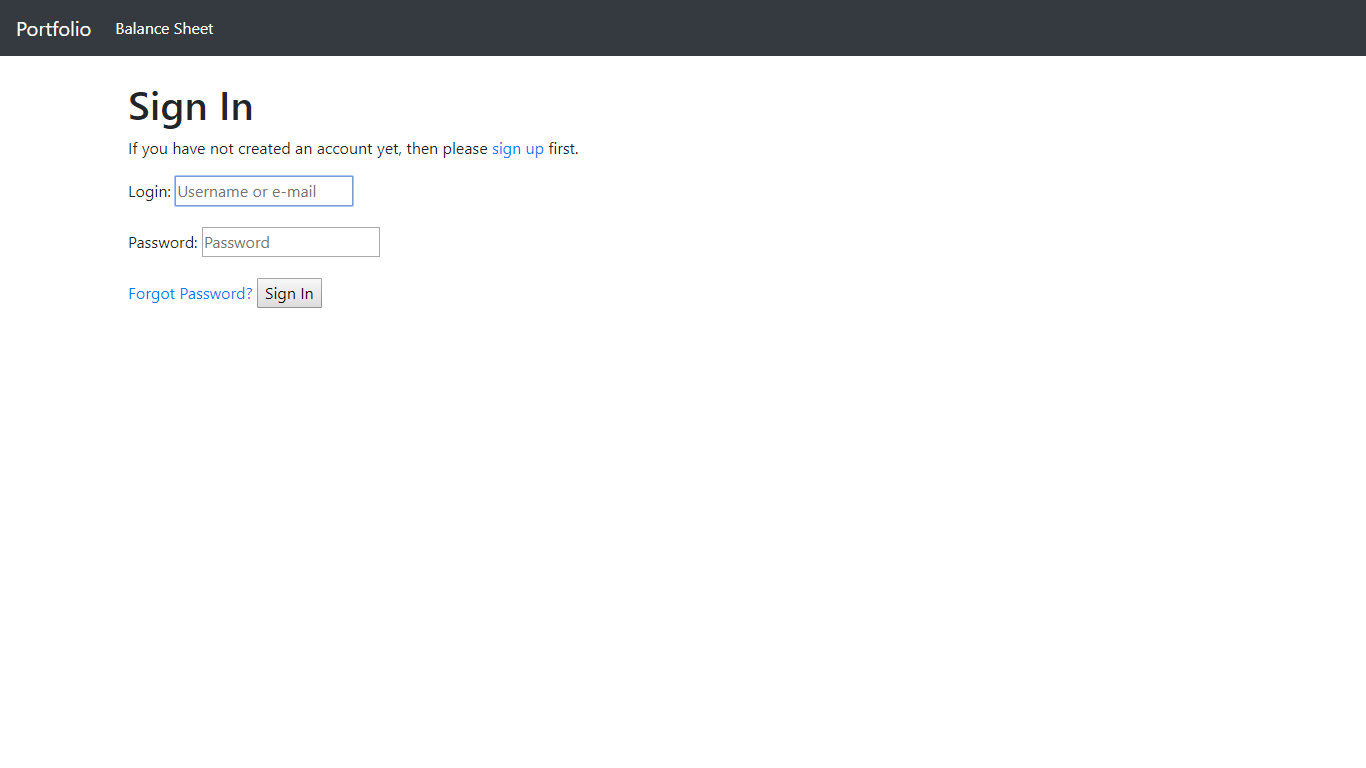 Portfolio Balance Sheet
Sign In
If you have not created an account yet, then please sign up first.
Login: Username or e-mail
Password: Password
Forgot Password? Sign In